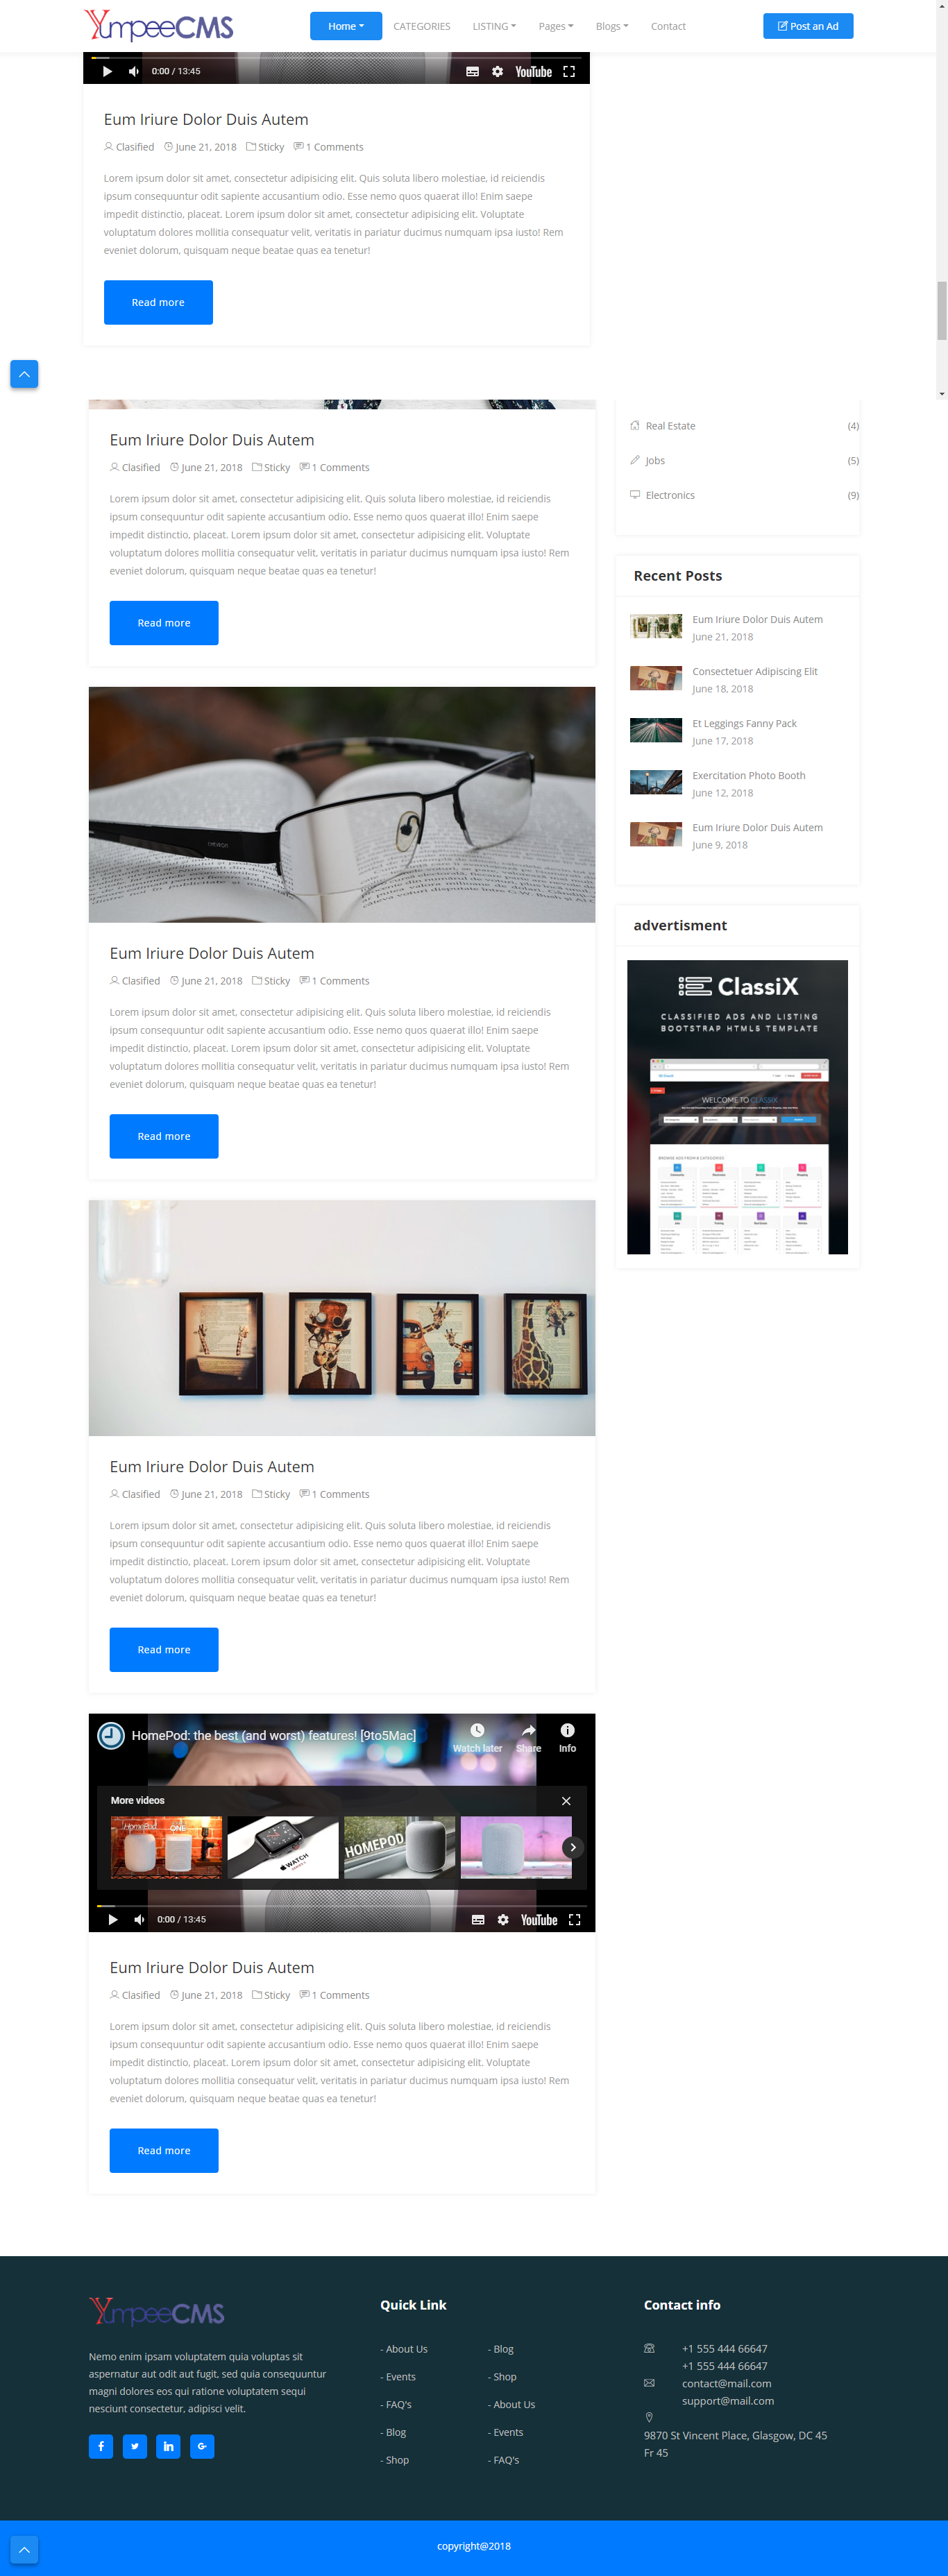 YumpeeCMS
Home CATEGORIES LISTING Pages Blogs Contact
Post an Ad
0:00 / 13:45 YouTube
Eum Iriure Dolor Duis Autem
Clasified June 21, 2018 Sticky 1 Comments
Lorem ipsum dolor sit amet, consectetur adipisicing elit. Quis soluta libero molestiae, id reiciendis
ipsum consequuntur odit sapiente accusantium odio. Esse nemo quos quaerat illo! Enim saepe
impedit distinctio, placeat. Lorem ipsum dolor sit amet, consectetur adipisicing elit. Voluptate
voluptatum dolores mollitia consequatur velit, veritatis in pariatur ducimus numquam ipsa iusto! Rem
eveniet dolorum, quisquam neque beatae quas ea tenetur!
Read more
Eum Iriure Dolor Duis Autem
Clasified June 21, 2018 Sticky 1 Comments
Lorem ipsum dolor sit amet, consectetur adipisicing elit. Quis soluta libero molestiae, id reiciendis
ipsum consequuntur odit sapiente accusantium odio. Esse nemo quos quaerat illo! Enim saepe
impedit distinctio, placeat. Lorem ipsum dolor sit amet, consectetur adipisicing elit. Voluptate
voluptatum dolores mollitia consequatur velit, veritatis in pariatur ducimus numquam ipsa iusto! Rem
eveniet dolorum, quisquam neque beatae quas ea tenetur!
Read more
Eum Iriure Dolor Duis Autem
Clasified June 21, 2018 Sticky 1 Comments
Lorem ipsum dolor sit amet, consectetur adipisicing elit. Quis soluta libero molestiae, id reiciendis
ipsum consequuntur odit sapiente accusantium odio. Esse nemo quos quaerat illo! Enim saepe
impedit distinctio, placeat. Lorem ipsum dolor sit amet, consectetur adipisicing elit. Voluptate
voluptatum dolores mollitia consequatur velit, veritatis in pariatur ducimus numquam ipsa iusto! Rem
eveniet dolorum, quisquam neque beatae quas ea tenetur!
Read more
Eum Iriure Dolor Duis Autem
Clasified June 21, 2018 Sticky 1 Comments
Lorem ipsum dolor sit amet, consectetur adipisicing elit. Quis soluta libero molestiae, id reiciendis
ipsum consequuntur odit sapiente accusantium odio. Esse nemo quos quaerat illo! Enim saepe
impedit distinctio, placeat. Lorem ipsum dolor sit amet, consectetur adipisicing elit. Voluptate
voluptatum dolores mollitia consequatur velit, veritatis in pariatur ducimus numquam ipsa iusto! Rem
eveniet dolorum, quisquam neque beatae quas ea tenetur!
Read more
HomePod: the best (and worst) features! [9to5Mac]
Watch later Share Info
More videos
HomePod ONE
WATCH
HOMEPOD
0:00 / 13:45 YouTube
Eum Iriure Dolor Duis Autem
Clasified June 21, 2018 Sticky 1 Comments
Lorem ipsum dolor sit amet, consectetur adipisicing elit. Quis soluta libero molestiae, id reiciendis
ipsum consequuntur odit sapiente accusantium odio. Esse nemo quos quaerat illo! Enim saepe
impedit distinctio, placeat. Lorem ipsum dolor sit amet, consectetur adipisicing elit. Voluptate
voluptatum dolores mollitia consequatur velit, veritatis in pariatur ducimus numquam ipsa iusto! Rem
eveniet dolorum, quisquam neque beatae quas ea tenetur!
Read more
Real Estate (4)
Jobs (5)
Electronics (9)
Recent Posts
Eum Iriure Dolor Duis Autem
June 21, 2018
Consectetuer Adipiscing Elit
June 18, 2018
Et Leggings Fanny Pack
June 17, 2018
Exercitation Photo Booth
June 12, 2018
Eum Iriure Dolor Duis Autem
June 9, 2018
advertisment
ClassiX
CLASSIFIED ADS AND LISTING
BOOTSTRAP HTML5 TEMPLATE
WELCOME TO CLASSIX
YumpeeCMS
Nemo enim ipsam voluptatem quia voluptas sit
aspernatur aut odit aut fugit, sed quia consequuntur
magni dolores eos qui ratione voluptatem sequi
nesciunt consectetur, adipisci velit.
Quick Link
- About Us
- Events
- FAQ's
- Blog
- Shop
- Blog
- Shop
- About Us
- Events
- FAQ's
Contact info
+1 555 444 66647
+1 555 444 66647
contact@mail.com
support@mail.com
9870 St Vincent Place, Glasgow, DC 45
Fr 45
copyright@2018